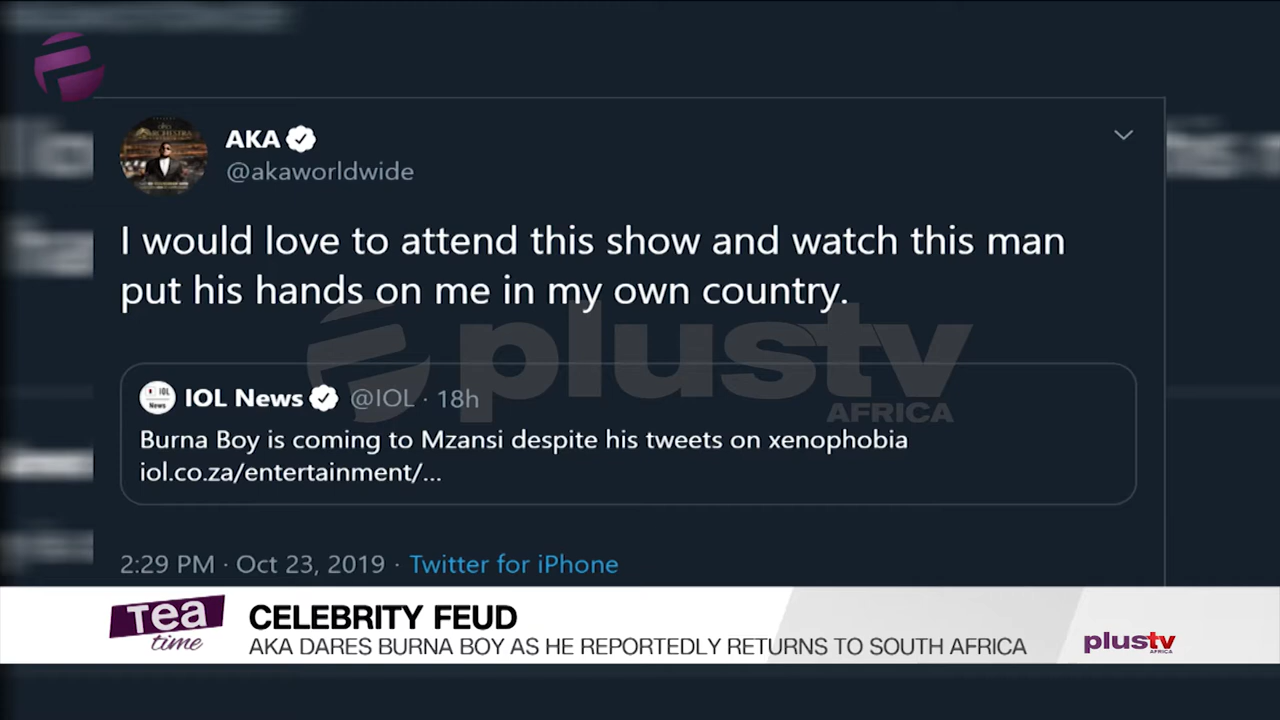 AKA
@akaworldwide
I would love to attend this show and watch this man
put his hands on me in my own country.
plustv
AFRICA
IOL News @IOL · 18h
Burna Boy is coming to Mzansi despite his tweets on xenophobia
iol.co.za/entertainment/...
2:29 PM · Oct 23, 2019 · Twitter for iPhone
Tea
time
CELEBRITY FEUD
AKA DARES BURNA BOY AS HE REPORTEDLY RETURNS TO SOUTH AFRICA
plustv
AFRICA